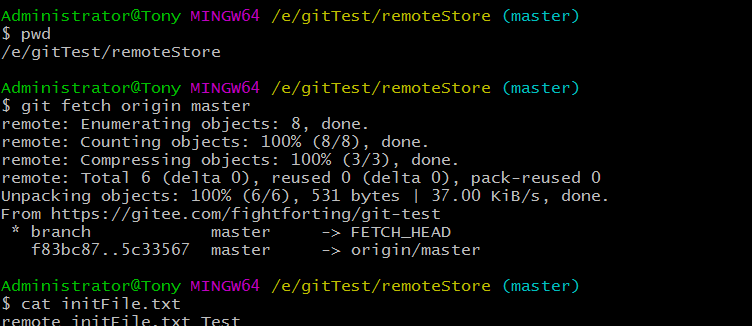 Administrator@Tony MINGW64 /e/gitTest/remoteStore (master)
$ pwd
/e/gitTest/remoteStore
Administrator@Tony MINGW64 /e/gitTest/remoteStore (master)
$ git fetch origin master
remote: Enumerating objects: 8, done.
remote: Counting objects: 100% (8/8), done.
remote: Compressing objects: 100% (3/3), done.
remote: Total 6 (delta 0), reused 0 (delta 0), pack-reused 0
Unpacking objects: 100% (6/6), 531 bytes | 37.00 KiB/s, done.
From https://gitee.com/fightforting/git-test
 * branch            master     -> FETCH_HEAD
   f83bc87..5c33567  master     -> origin/master
Administrator@Tony MINGW64 /e/gitTest/remoteStore (master)
$ cat initFile.txt
remote initFile.txt Test